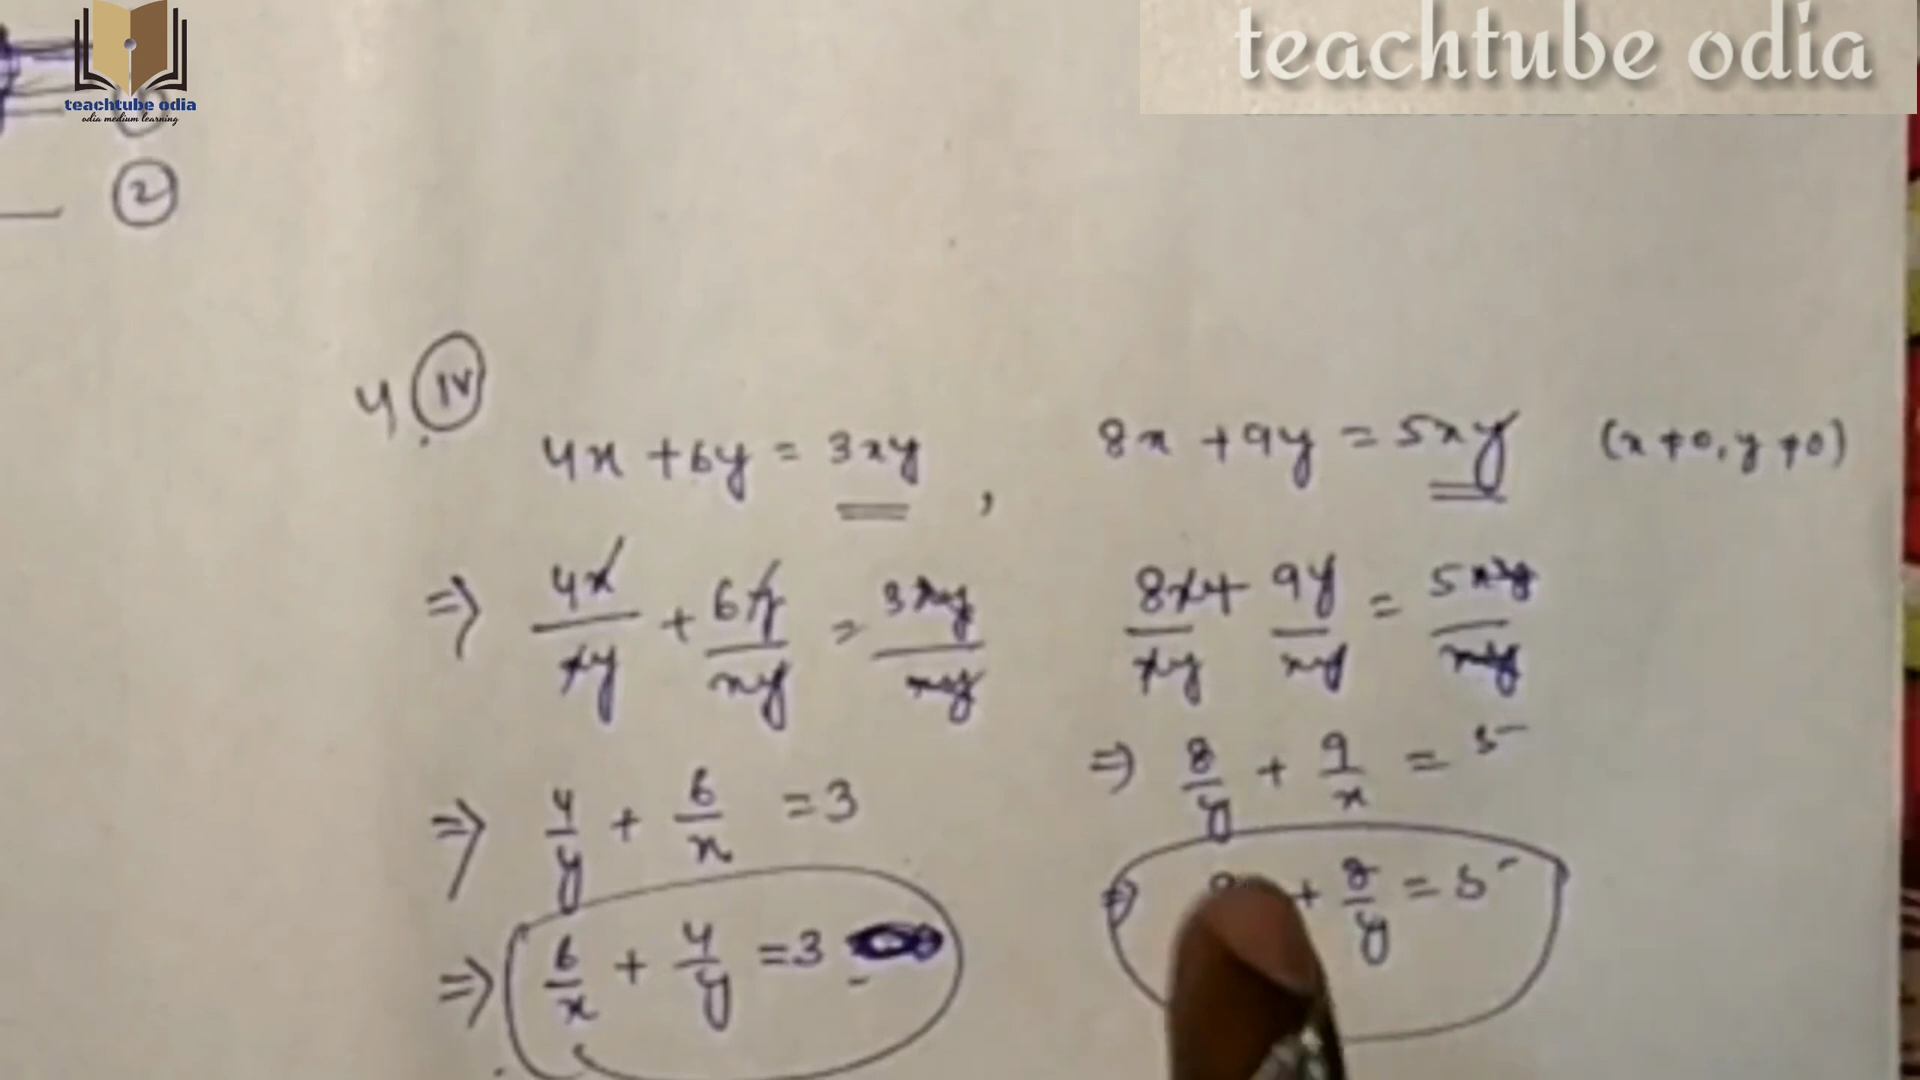 teachtube odia
teachtube odia
odia medium learning
2
4 (IV)
4x + 6y = 3xy , 8x + 9y = 5xy (x ≠ 0, y ≠ 0)
⇒ 4x/xy + 6y/xy = 3xy/xy
8x/xy + 9y/xy = 5xy/xy
⇒ 4/y + 6/x = 3
⇒ 8/y + 9/x = 5
⇒ 6/x + 4/y = 3
⇒ + 8/y = 5